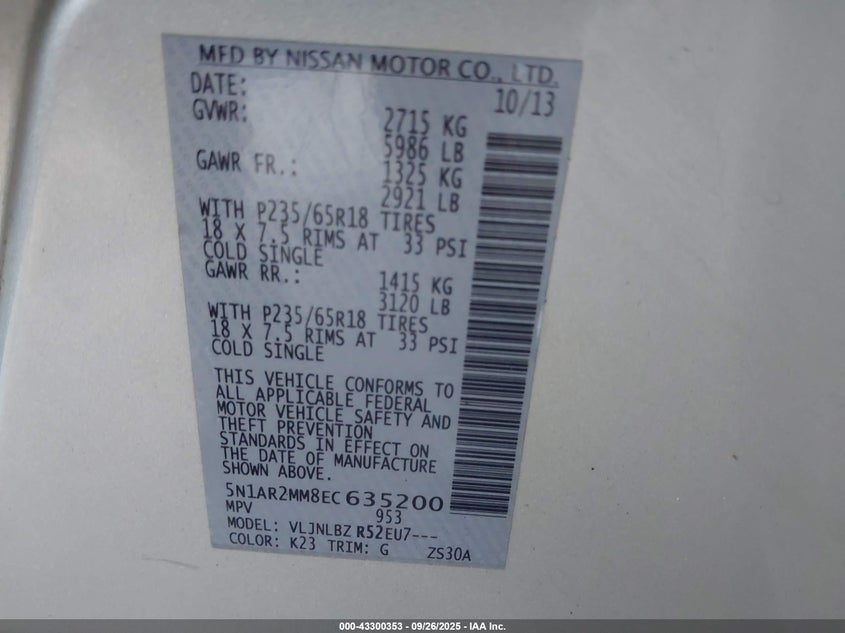 MFD BY NISSAN MOTOR CO., LTD.
DATE: 10/13
GVWR: 2715 KG
5986 LB
GAWR FR.: 1325 KG
2921 LB
WITH P235/65R18 TIRES
18 X 7.5 RIMS AT 33 PSI
COLD SINGLE
GAWR RR.: 1415 KG
3120 LB
WITH P235/65R18 TIRES
18 X 7.5 RIMS AT 33 PSI
COLD SINGLE
THIS VEHICLE CONFORMS TO
ALL APPLICABLE FEDERAL
MOTOR VEHICLE SAFETY AND
THEFT PREVENTION
STANDARDS IN EFFECT ON
THE DATE OF MANUFACTURE
SHOWN ABOVE.
5N1AR2MM8EC635200
MPV 953
MODEL: VLJNLBZ R52EU7---
COLOR: K23 TRIM: G ZS30A
000-43300353 - 09/26/2025 - IAA Inc.